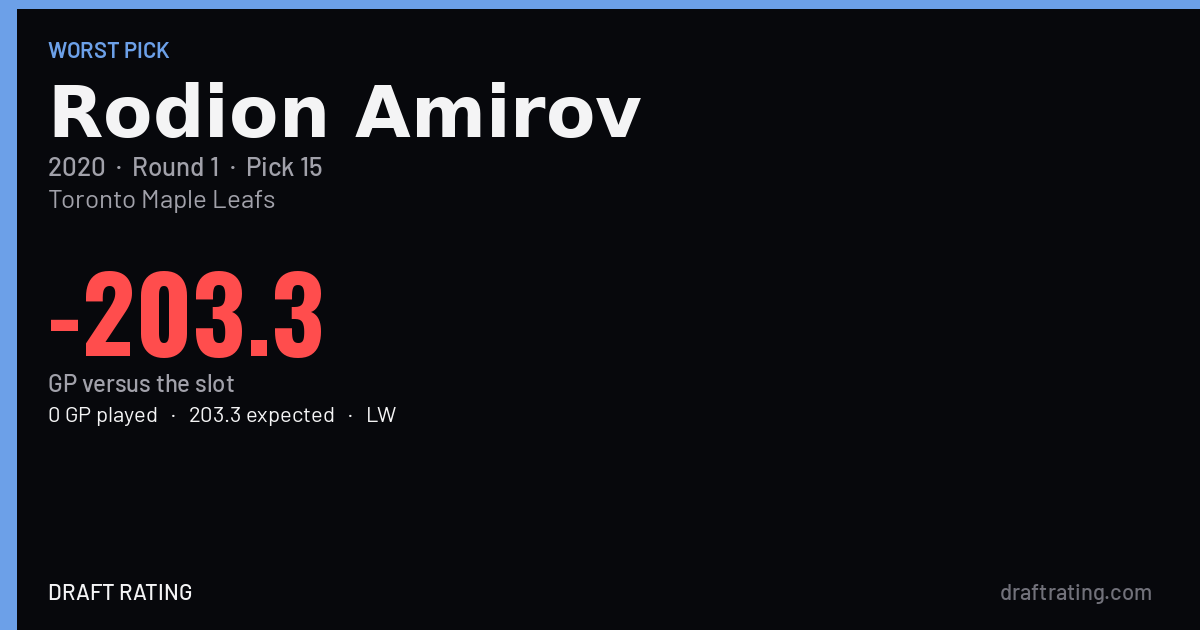 WORST PICK
Rodion Amirov
2020 · Round 1 · Pick 15
Toronto Maple Leafs
-203.3
GP versus the slot
0 GP played · 203.3 expected · LW
DRAFT RATING
draftrating.com